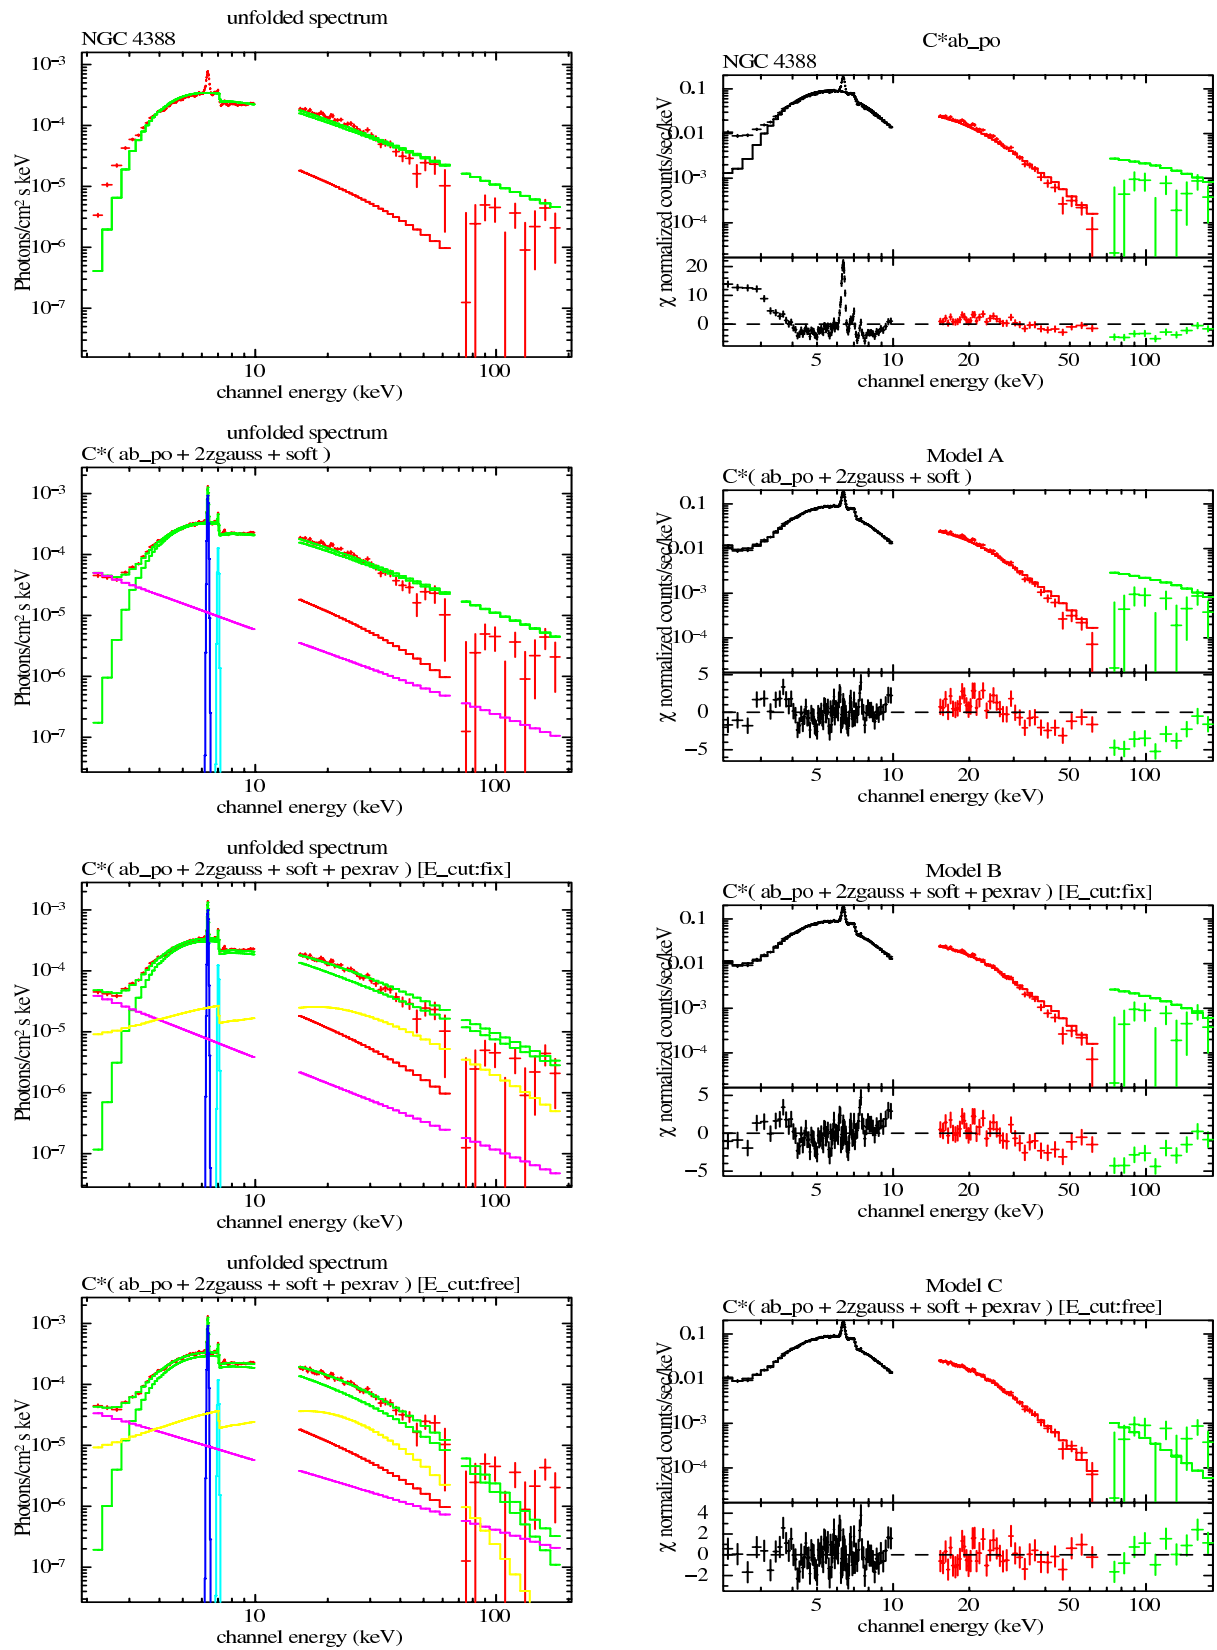 unfolded spectrum
NGC 4388
10⁻³
10⁻⁴
10⁻⁵
10⁻⁶
10⁻⁷
Photons/cm² s keV
10
100
channel energy (keV)
C*ab_po
NGC 4388
0.1
0.01
10⁻³
10⁻⁴
20
10
0
χ normalized counts/sec/keV
5
10
20
50
100
channel energy (keV)
unfolded spectrum
C*( ab_po + 2zgauss + soft )
10⁻³
10⁻⁴
10⁻⁵
10⁻⁶
10⁻⁷
Photons/cm² s keV
10
100
channel energy (keV)
Model A
C*( ab_po + 2zgauss + soft )
0.1
0.01
10⁻³
10⁻⁴
5
0
−5
χ normalized counts/sec/keV
5
10
20
50
100
channel energy (keV)
unfolded spectrum
C*( ab_po + 2zgauss + soft + pexrav ) [E_cut:fix]
10⁻³
10⁻⁴
10⁻⁵
10⁻⁶
10⁻⁷
Photons/cm² s keV
10
100
channel energy (keV)
Model B
C*( ab_po + 2zgauss + soft + pexrav ) [E_cut:fix]
0.1
0.01
10⁻³
10⁻⁴
5
0
−5
χ normalized counts/sec/keV
5
10
20
50
100
channel energy (keV)
unfolded spectrum
C*( ab_po + 2zgauss + soft + pexrav ) [E_cut:free]
10⁻³
10⁻⁴
10⁻⁵
10⁻⁶
10⁻⁷
Photons/cm² s keV
10
100
channel energy (keV)
Model C
C*( ab_po + 2zgauss + soft + pexrav ) [E_cut:free]
0.1
0.01
10⁻³
10⁻⁴
4
2
0
−2
χ normalized counts/sec/keV
5
10
20
50
100
channel energy (keV)